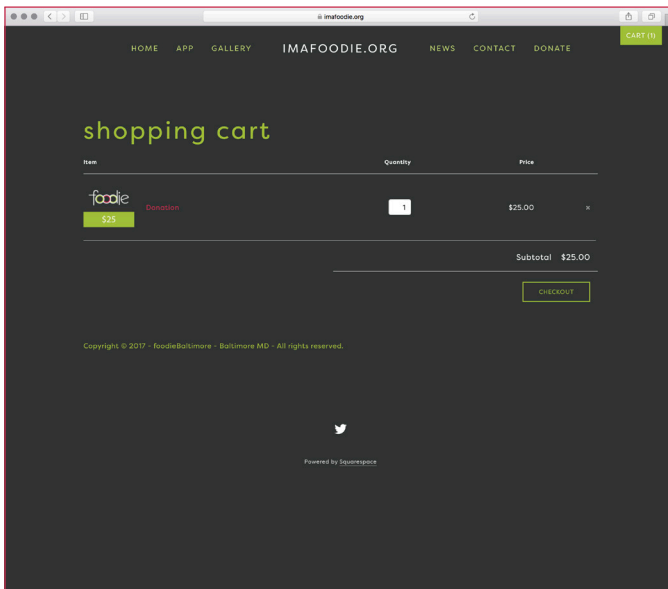 imafoodie.org
CART (1)
HOME APP GALLERY IMAFOODIE.ORG NEWS CONTACT DONATE
shopping cart
Item Quantity Price
foodie
$25
Donation 1 $25.00 ×
Subtotal $25.00
CHECKOUT
Copyright © 2017 - foodieBaltimore - Baltimore MD - All rights reserved.
Powered by Squarespace